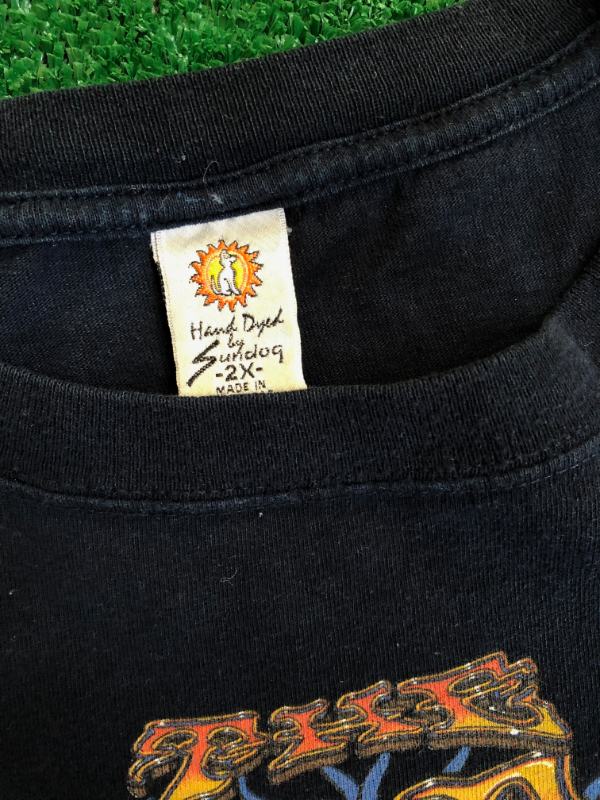 Hand Dyed
by
Sundog
-2X-
MADE IN
THE